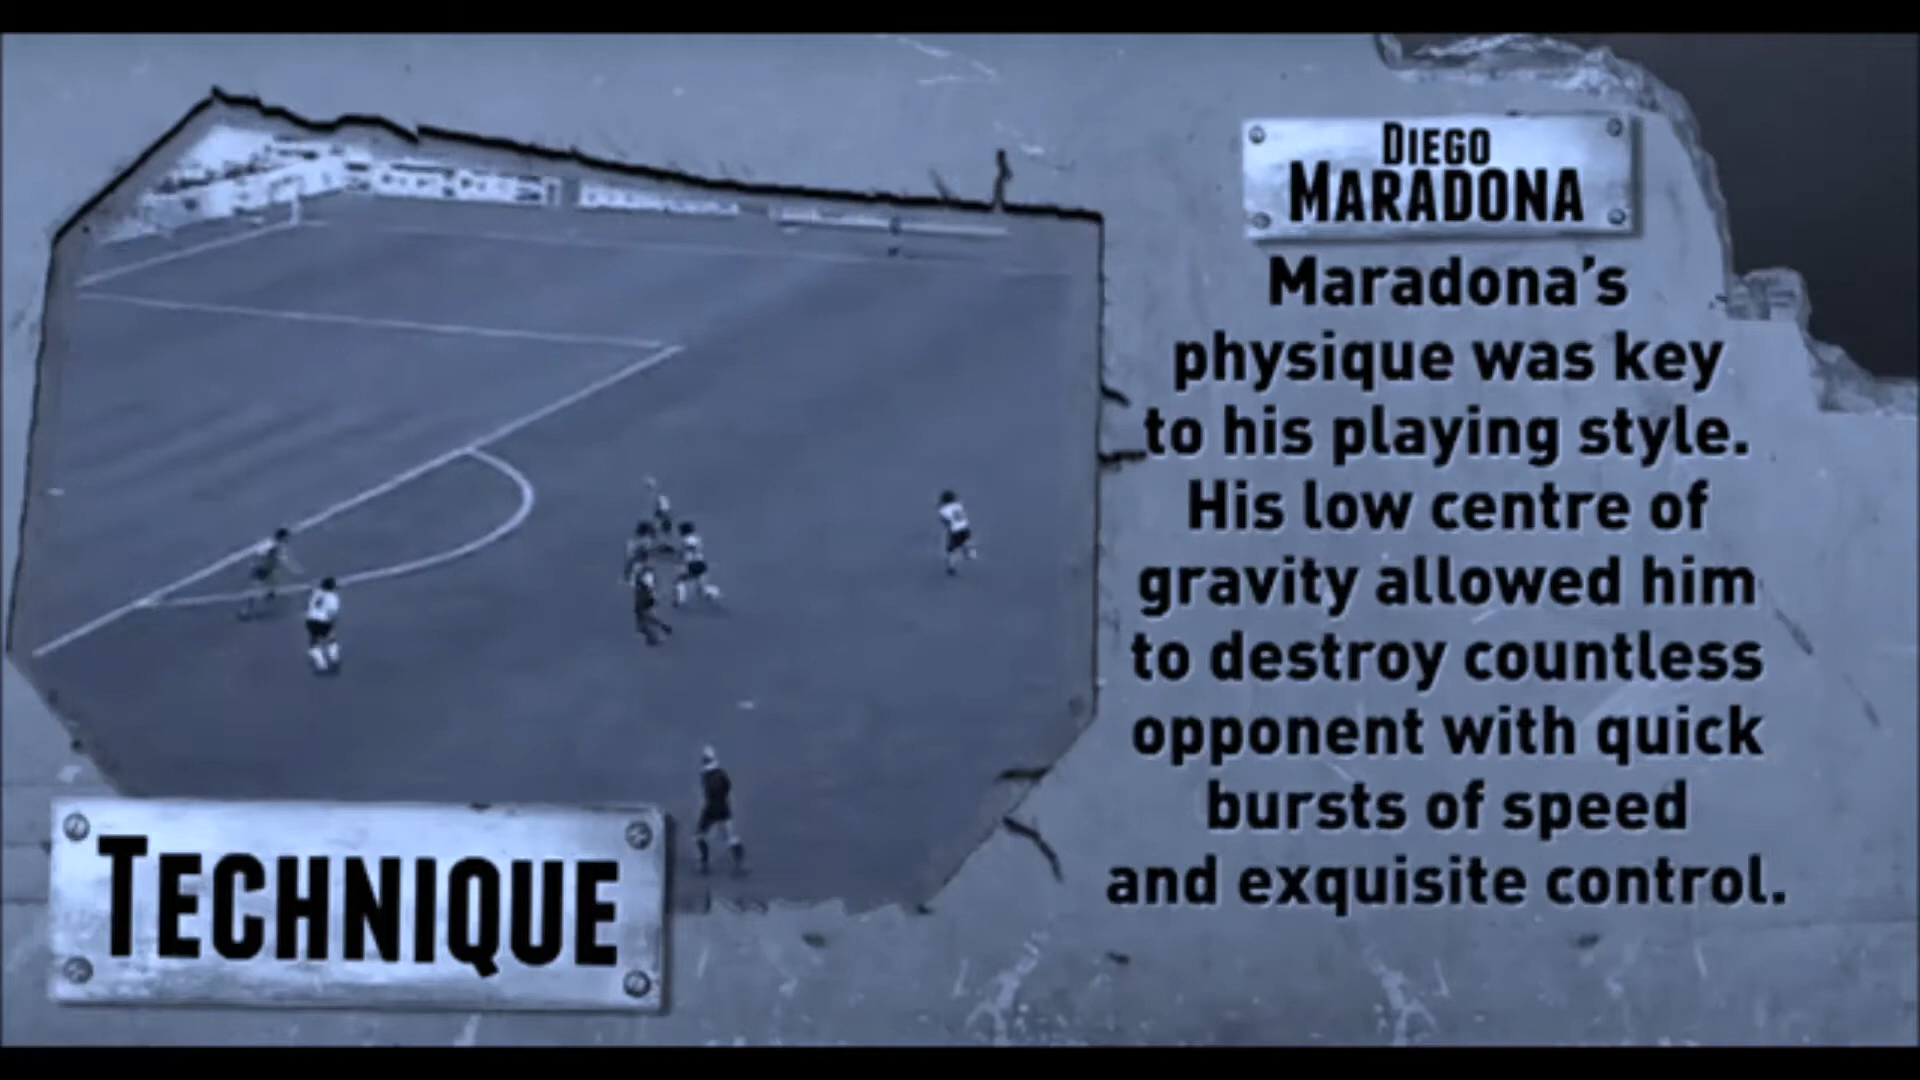 DIEGO
MARADONA
Maradona’s
physique was key
to his playing style.
His low centre of
gravity allowed him
to destroy countless
opponent with quick
bursts of speed
and exquisite control.
TECHNIQUE